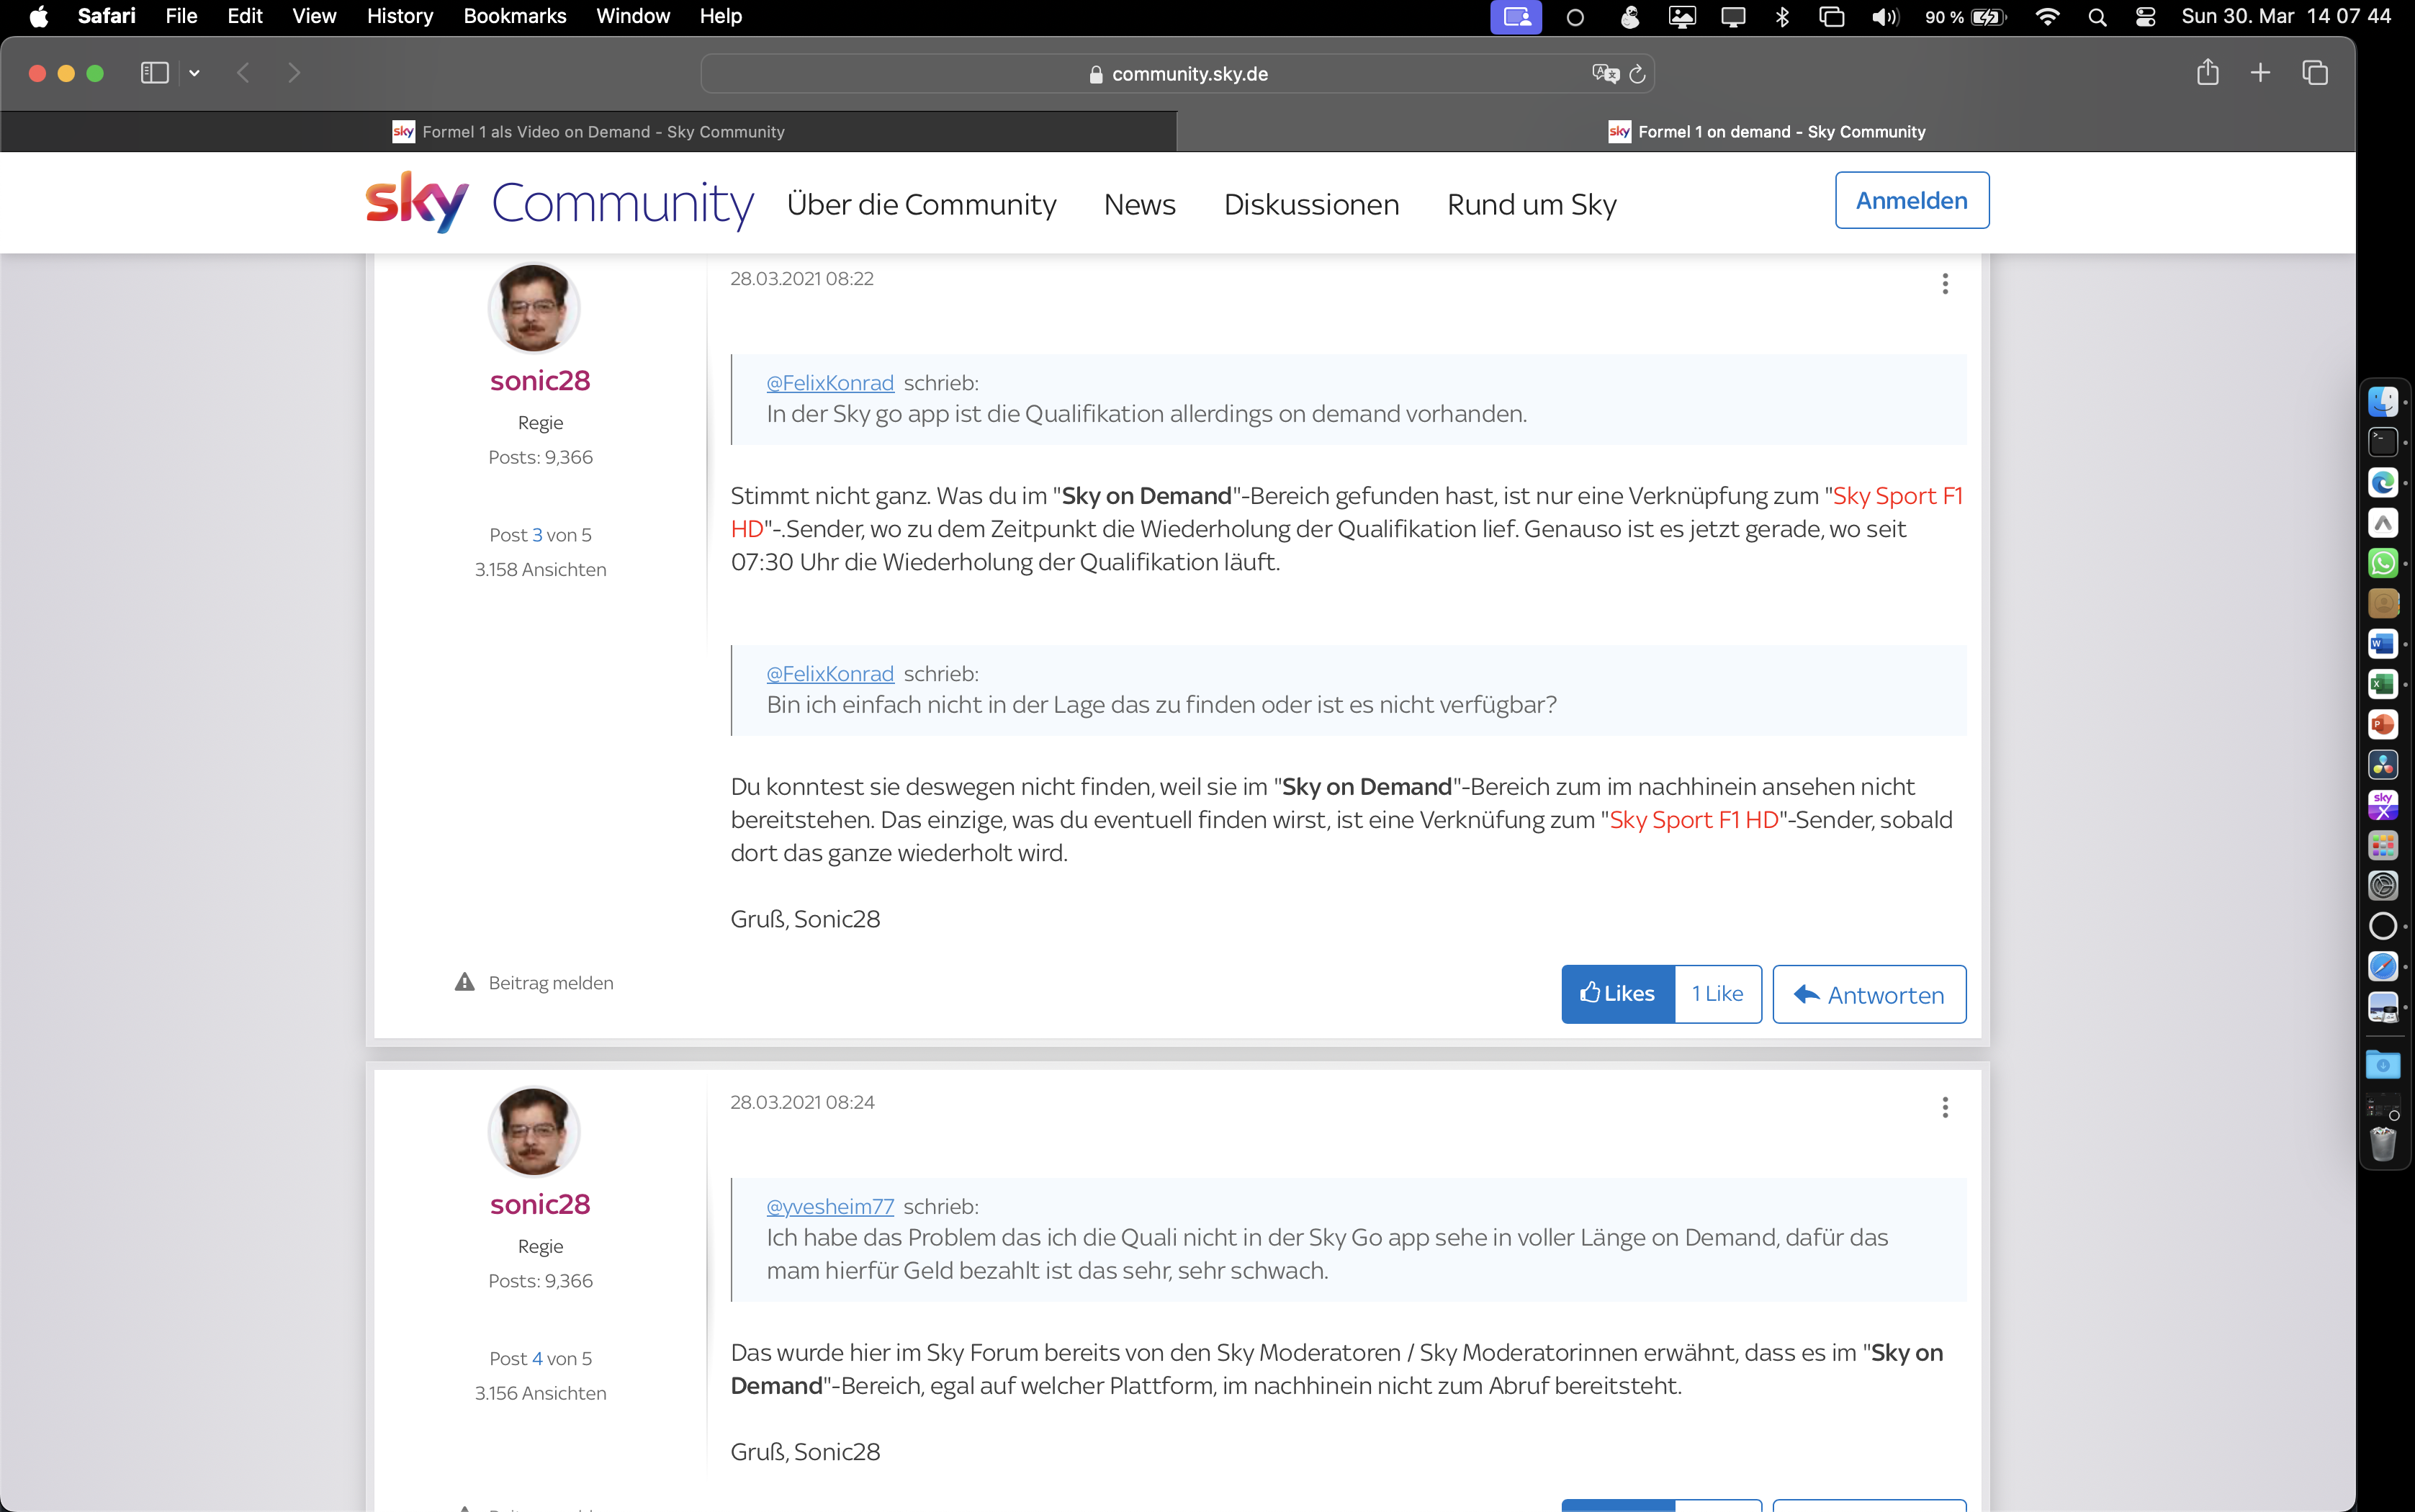 Safari File Edit View History Bookmarks Window Help 90 % Sun 30. Mar 14 07 44
community.sky.de
sky Formel 1 als Video on Demand - Sky Community
sky Formel 1 on demand - Sky Community
sky Community Über die Community News Diskussionen Rund um Sky Anmelden
28.03.2021 08:22
sonic28
Regie
Posts: 9,366
Post 3 von 5
3.158 Ansichten
@FelixKonrad schrieb:
In der Sky go app ist die Qualifikation allerdings on demand vorhanden.
Stimmt nicht ganz. Was du im "Sky on Demand"-Bereich gefunden hast, ist nur eine Verknüpfung zum "Sky Sport F1
HD"-.Sender, wo zu dem Zeitpunkt die Wiederholung der Qualifikation lief. Genauso ist es jetzt gerade, wo seit
07:30 Uhr die Wiederholung der Qualifikation läuft.
@FelixKonrad schrieb:
Bin ich einfach nicht in der Lage das zu finden oder ist es nicht verfügbar?
Du konntest sie deswegen nicht finden, weil sie im "Sky on Demand"-Bereich zum im nachhinein ansehen nicht
bereitstehen. Das einzige, was du eventuell finden wirst, ist eine Verknüfung zum "Sky Sport F1 HD"-Sender, sobald
dort das ganze wiederholt wird.
Gruß, Sonic28
Beitrag melden
Likes 1 Like Antworten
28.03.2021 08:24
sonic28
Regie
Posts: 9,366
Post 4 von 5
3.156 Ansichten
@yvesheim77 schrieb:
Ich habe das Problem das ich die Quali nicht in der Sky Go app sehe in voller Länge on Demand, dafür das
mam hierfür Geld bezahlt ist das sehr, sehr schwach.
Das wurde hier im Sky Forum bereits von den Sky Moderatoren / Sky Moderatorinnen erwähnt, dass es im "Sky on
Demand"-Bereich, egal auf welcher Plattform, im nachhinein nicht zum Abruf bereitsteht.
Gruß, Sonic28
sky X